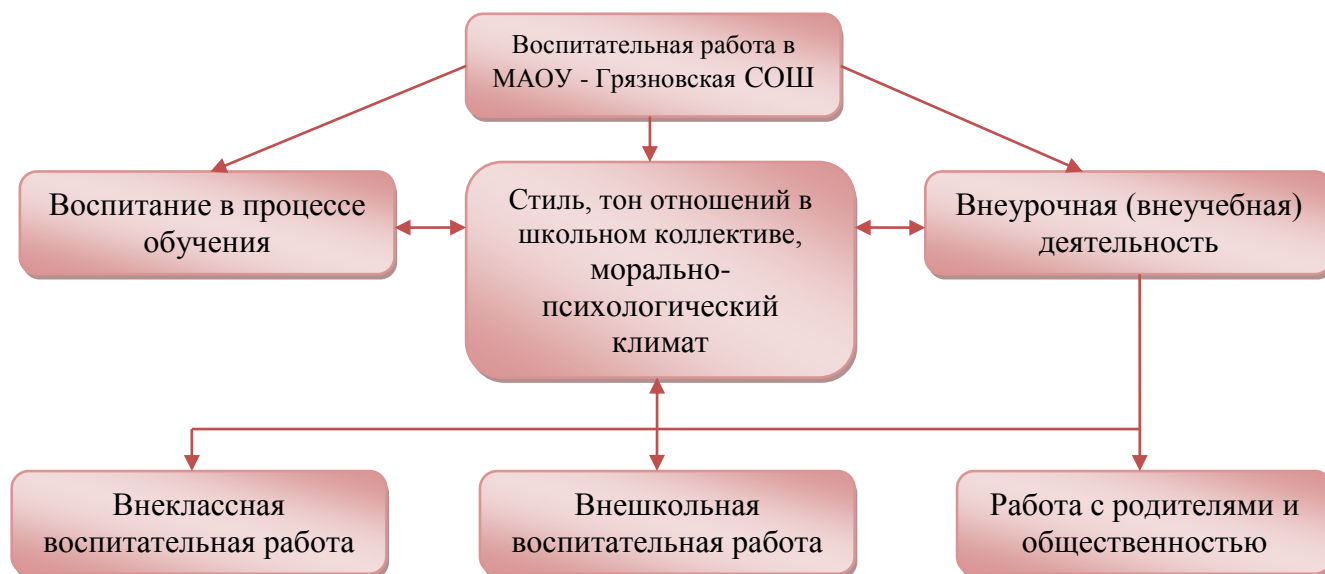 Воспитательная работа в
МАОУ - Грязновская СОШ
Воспитание в процессе
обучения
Стиль, тон отношений в
школьном коллективе,
морально-
психологический
климат
Внеурочная (внеучебная)
деятельность
Внеклассная
воспитательная работа
Внешкольная
воспитательная работа
Работа с родителями и
общественностью